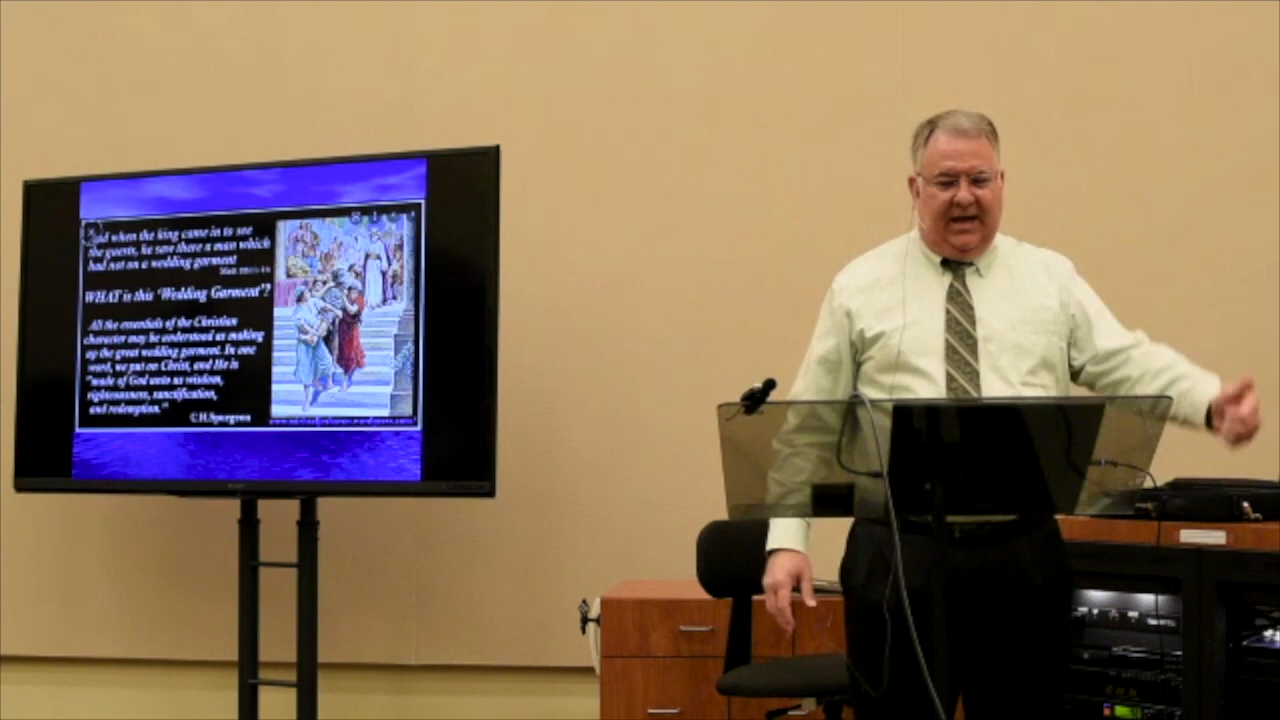 And when the king came in to see
the guests, he saw there a man which
had not on a wedding garment
WHAT is this 'Wedding Garment'?
All the essentials of the Christian
character may be understood as making
up the great wedding garment. In one
word, we put on Christ, and He is
"made of God unto us wisdom,
righteousness, sanctification,
and redemption."
C.H.Spurgeon